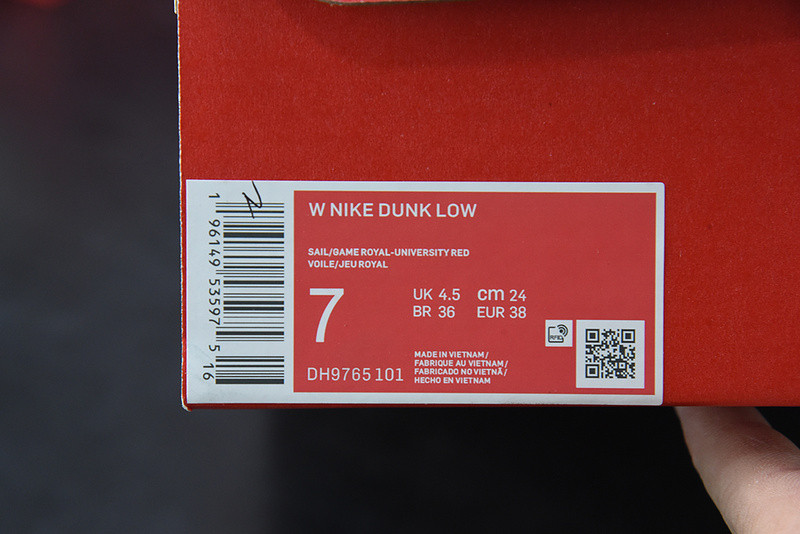 W NIKE DUNK LOW
SAIL/GAME ROYAL-UNIVERSITY RED
VOILE/JEU ROYAL
7
UK 4.5 cm 24
BR 36 EUR 38
RFID
MADE IN VIETNAM/
FABRIQUE AU VIETNAM/
FABRICADO NO VIETNÃ/
HECHO EN VIETNAM
DH9765 101
1 96149 53597 5 16